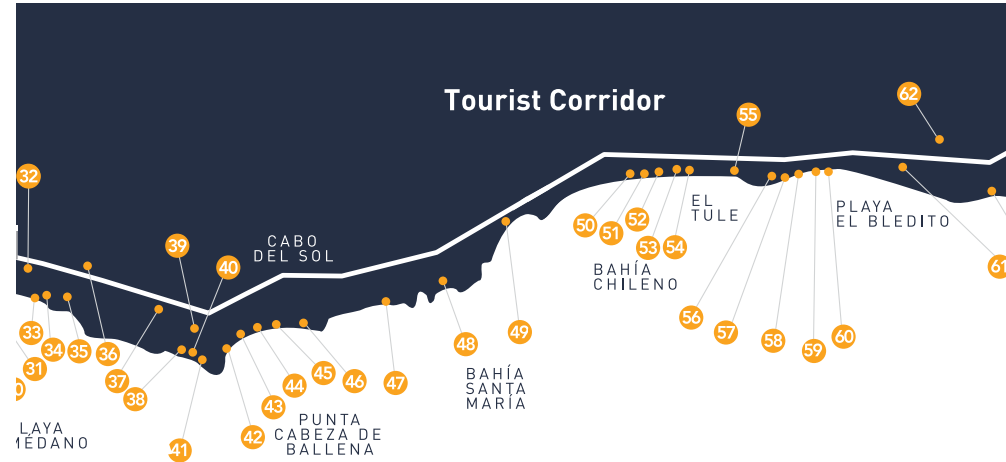 Tourist Corridor
62
55
32
39
40
CABO
DEL SOL
EL
TULE
PLAYA
EL BLEDITO
50
51
52
53
54
61
BAHÍA
CHILENO
33
34
35
36
31
37
38
41
42
43
44
45
46
47
48
49
56
57
58
59
60
0
BAHÍA
SANTA
MARÍA
PUNTA
CABEZA DE
BALLENA
LAYA
MÉDANO